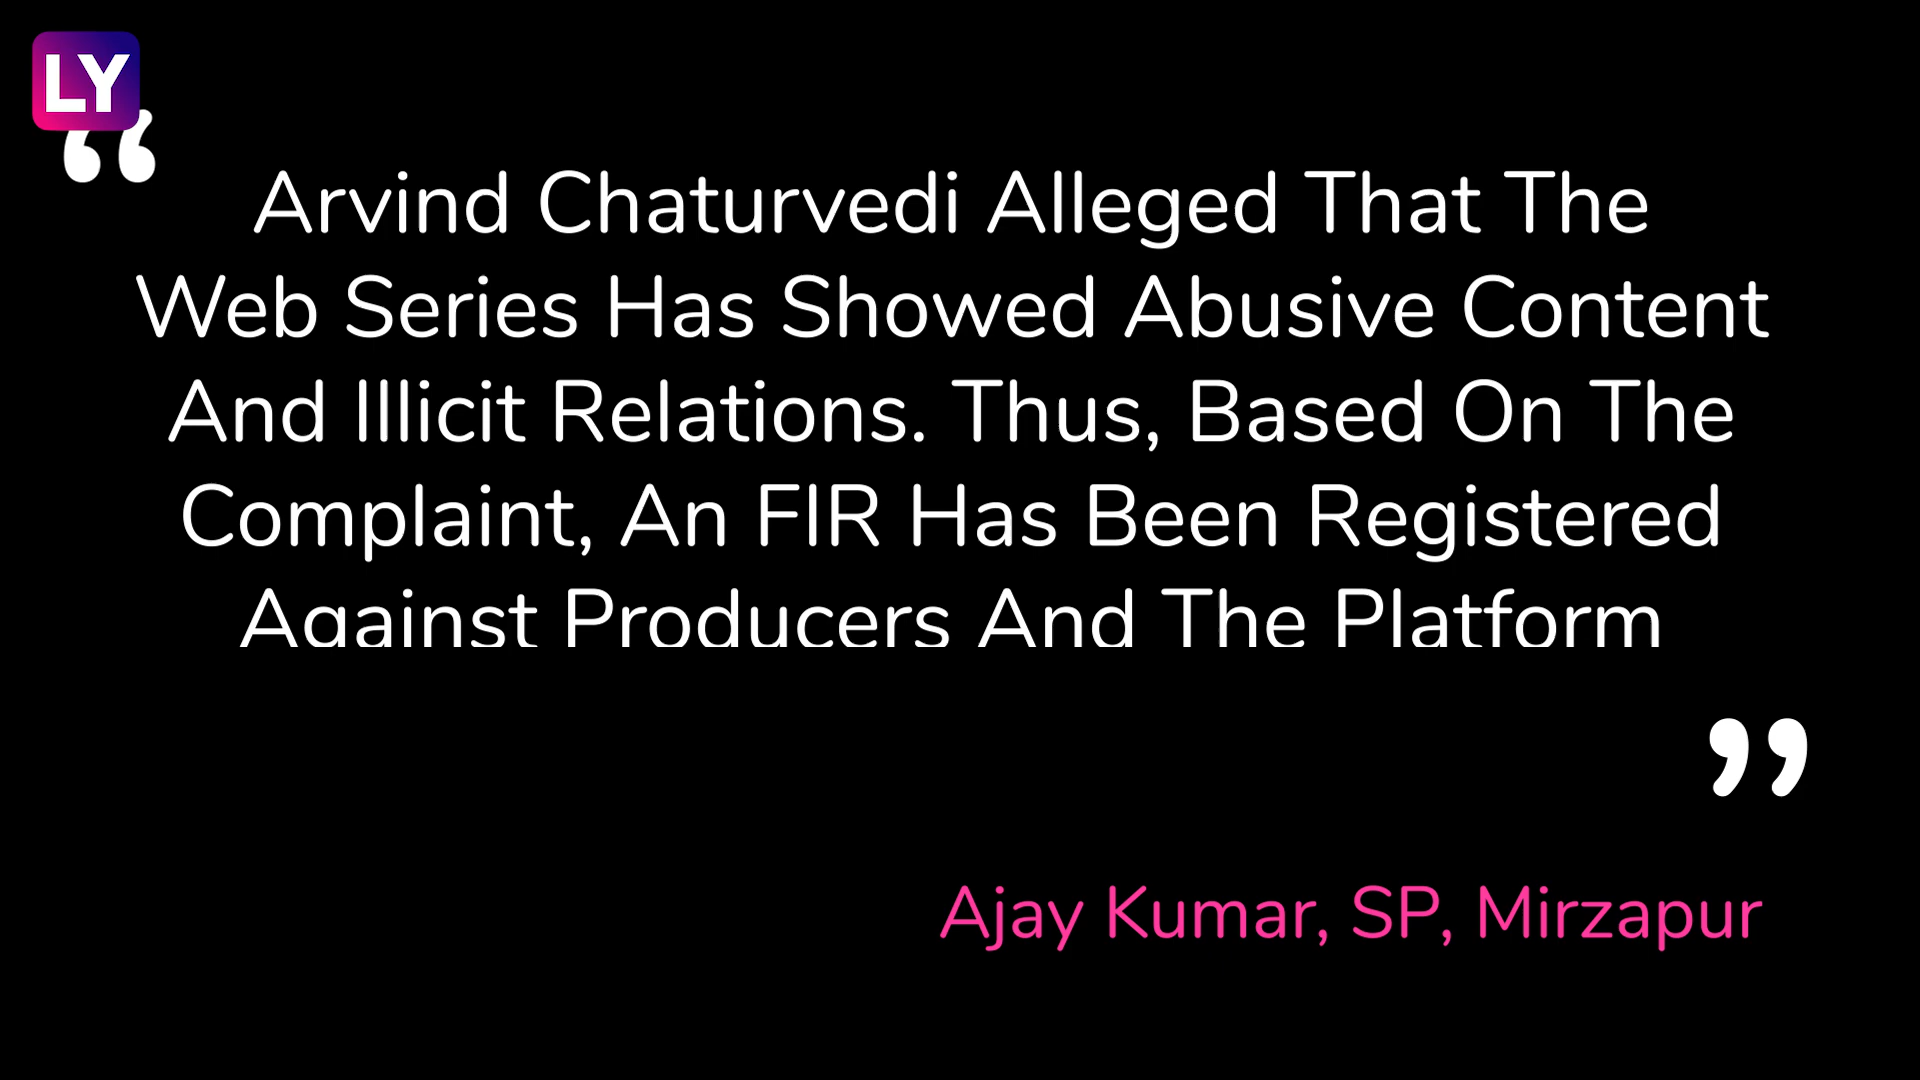 LY
“
Arvind Chaturvedi Alleged That The
Web Series Has Showed Abusive Content
And Illicit Relations. Thus, Based On The
Complaint, An FIR Has Been Registered
Against Producers And The Platform
”
Ajay Kumar, SP, Mirzapur